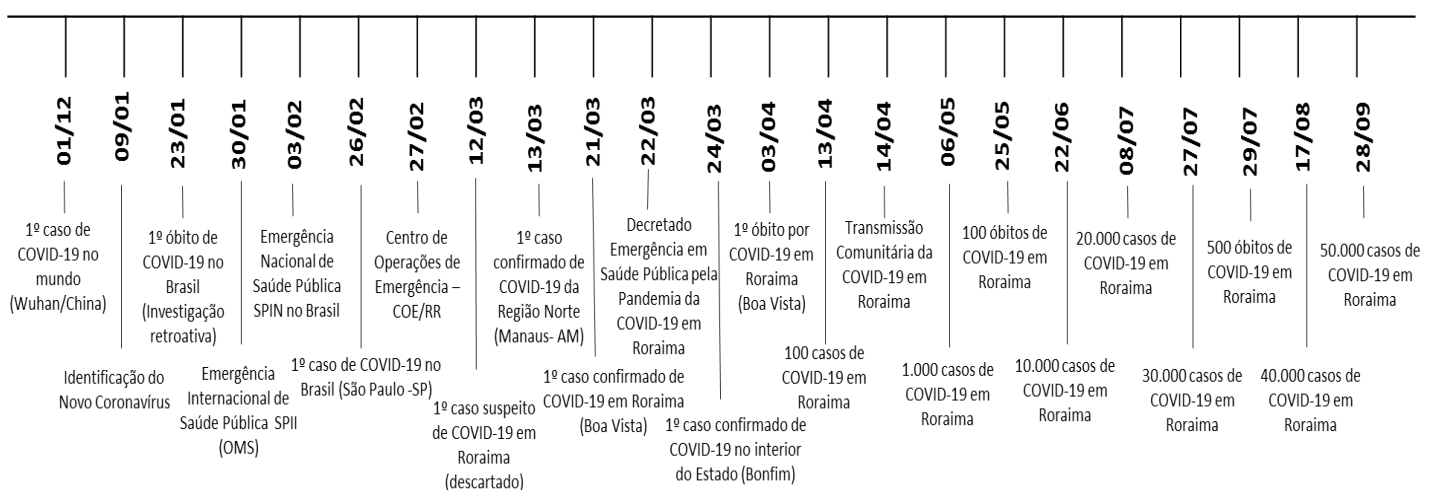 01/12
1º caso de
COVID-19 no
mundo
(Wuhan/China)
09/01
Identificação do
Novo Coronavírus
23/01
1º óbito de
COVID-19 no
Brasil
(Investigação
retroativa)
30/01
Emergência
Internacional de
Saúde Pública SPII
(OMS)
03/02
Emergência
Nacional de
Saúde Pública
SPIN no Brasil
26/02
1º caso de COVID-19 no
Brasil (São Paulo -SP)
27/02
Centro de
Operações de
Emergência –
COE/RR
12/03
1º caso suspeito
de COVID-19 em
Roraima
(descartado)
13/03
1º caso
confirmado de
COVID-19 da
Região Norte
(Manaus- AM)
21/03
1º caso confirmado de
COVID-19 em Roraima
(Boa Vista)
22/03
Decretado
Emergência em
Saúde Pública pela
Pandemia da
COVID-19 em
Roraima
24/03
1º caso confirmado de
COVID-19 no interior
do Estado (Bonfim)
03/04
1º óbito por
COVID-19 em
Roraima
(Boa Vista)
13/04
100 casos de
COVID-19 em
Roraima
14/04
Transmissão
Comunitária da
COVID-19 em
Roraima
06/05
1.000 casos de
COVID-19 em
Roraima
25/05
100 óbitos de
COVID-19 em
Roraima
22/06
10.000 casos de
COVID-19 em
Roraima
08/07
20.000 casos de
COVID-19 em
Roraima
27/07
30.000 casos de
COVID-19 em
Roraima
29/07
500 óbitos de
COVID-19 em
Roraima
17/08
40.000 casos de
COVID-19 em
Roraima
28/09
50.000 casos de
COVID-19 em
Roraima